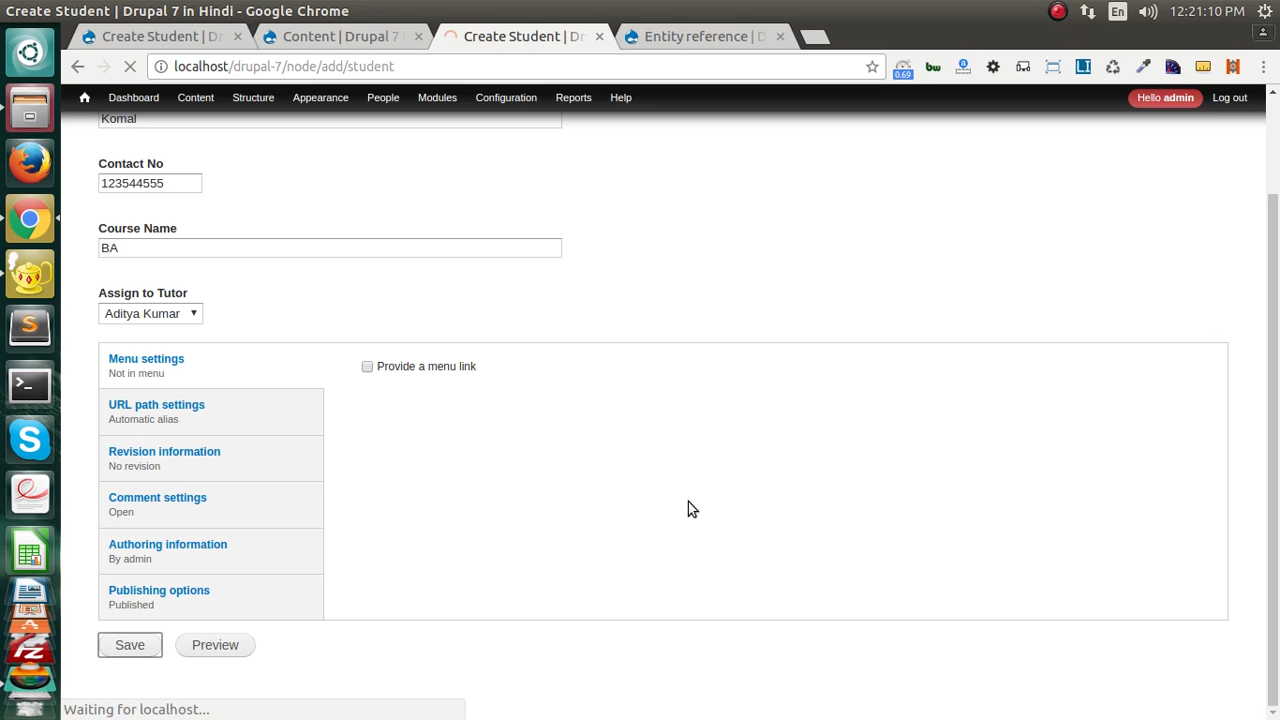 Create Student | Drupal 7 in Hindi - Google Chrome
En
12:21:10 PM
Create Student | D
Content | Drupal 7
Create Student | D
Entity reference | D
localhost/drupal-7/node/add/student
0.69
bw
Dashboard Content Structure Appearance People Modules Configuration Reports Help
Hello admin Log out
Komal
Contact No
123544555
Course Name
BA
Assign to Tutor
Aditya Kumar
Menu settings
Not in menu
Provide a menu link
URL path settings
Automatic alias
Revision information
No revision
Comment settings
Open
Authoring information
By admin
Publishing options
Published
Save Preview
Waiting for localhost...